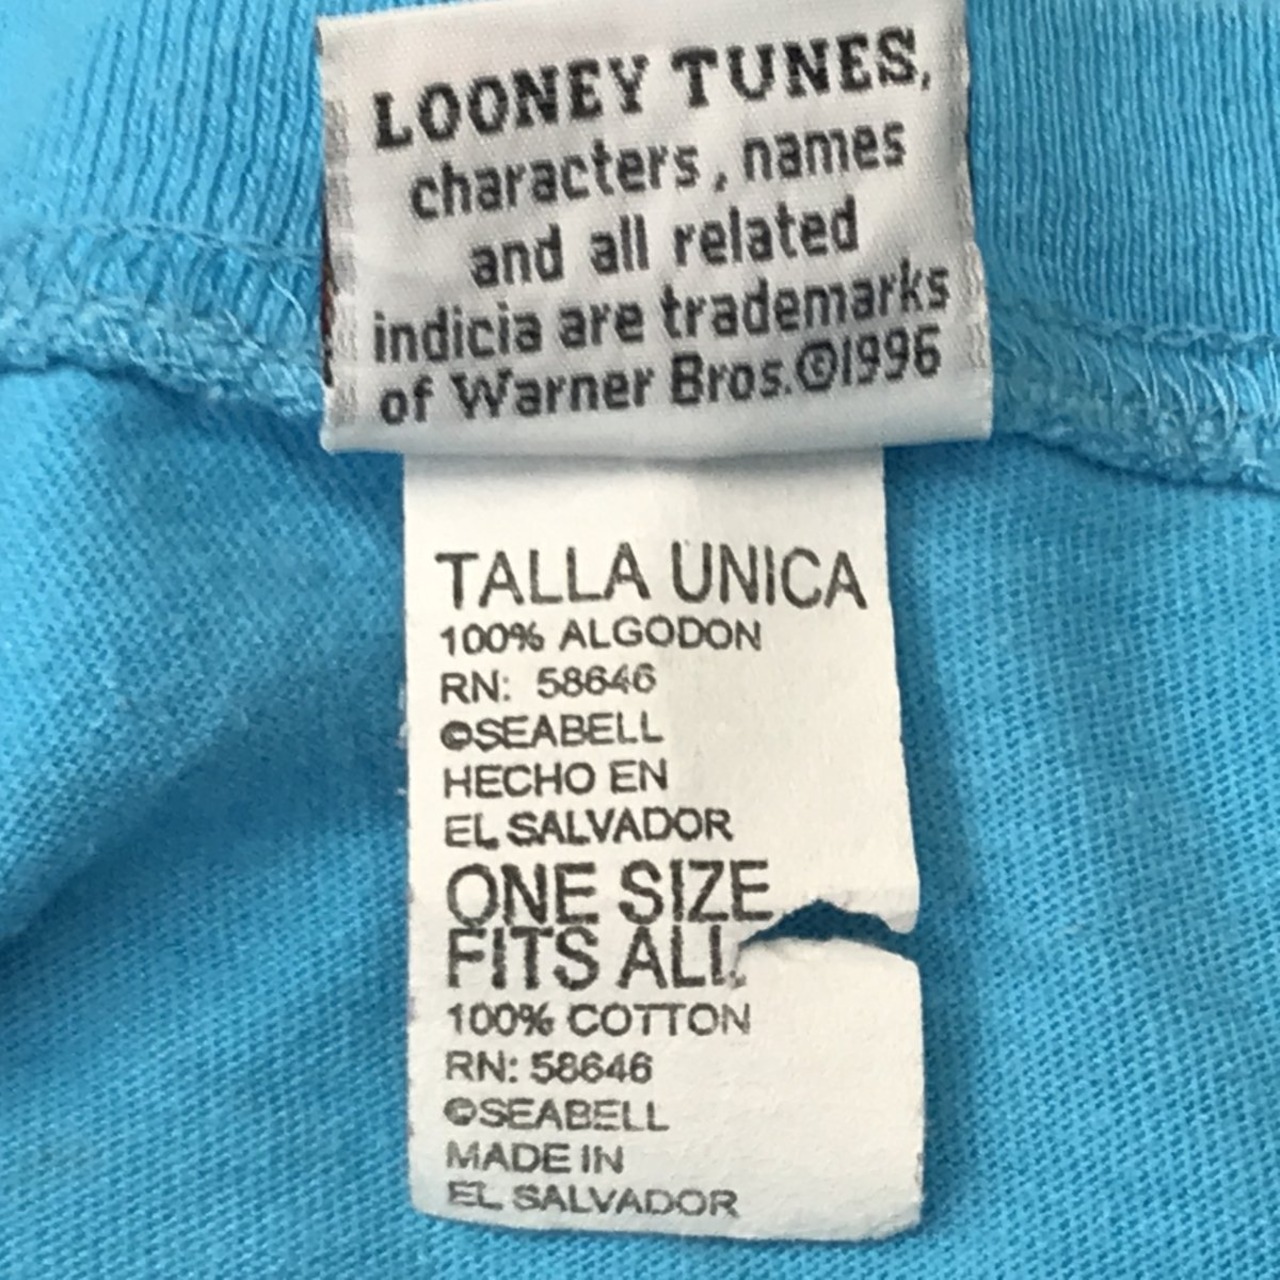 LOONEY TUNES,
characters, names
and all related
indicia are trademarks
of Warner Bros.©1996
TALLA UNICA
100% ALGODON
RN: 58646
©SEABELL
HECHO EN
EL SALVADOR
ONE SIZE
FITS ALL
100% COTTON
RN: 58646
©SEABELL
MADE IN
EL SALVADOR